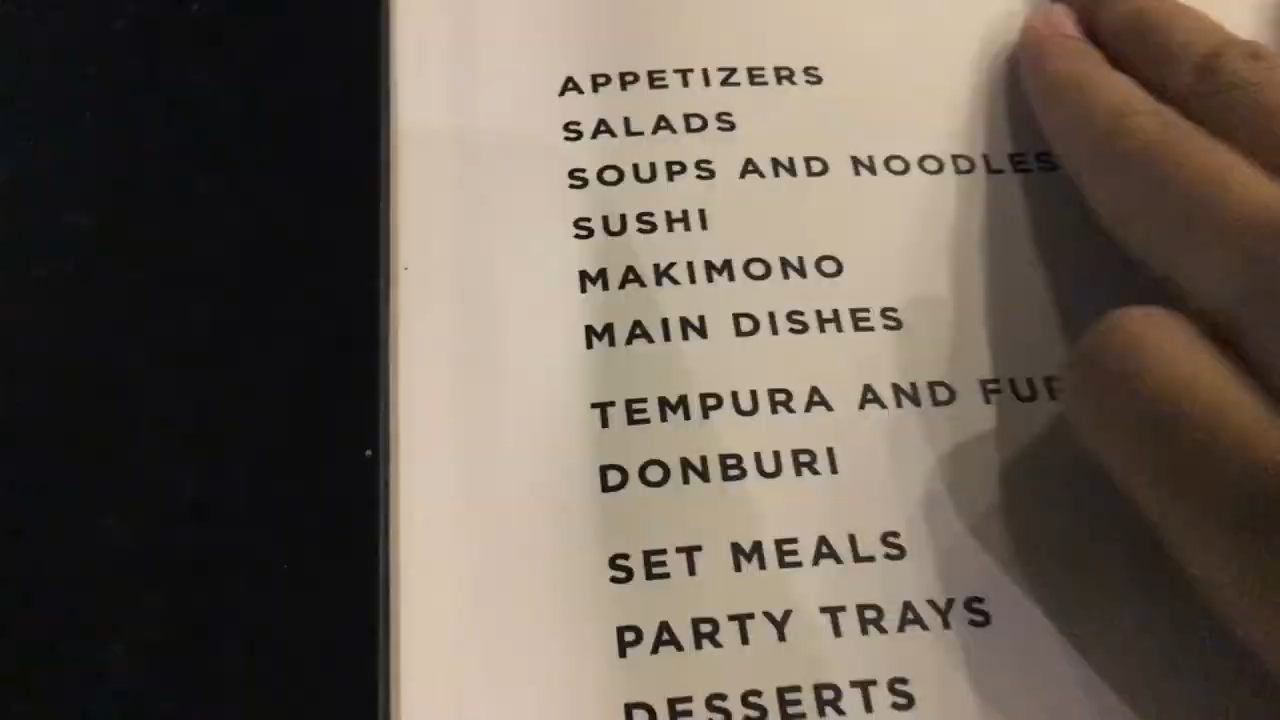 APPETIZERS
SALADS
SOUPS AND NOODLES
SUSHI
MAKIMONO
MAIN DISHES
TEMPURA AND
DONBURI
SET MEALS
PARTY TRAYS
DESSERTS